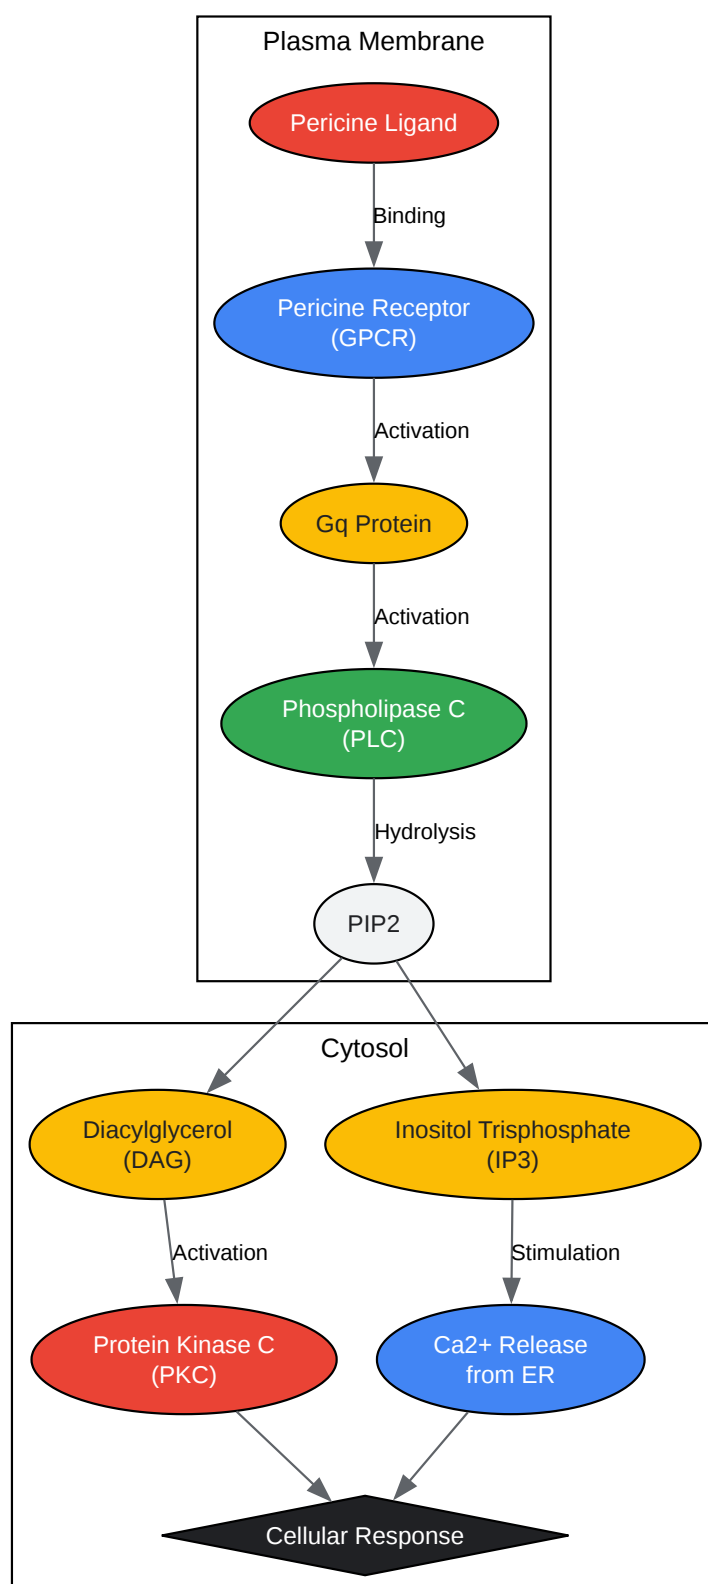 Plasma Membrane
Pericine Ligand
Binding
Pericine Receptor
(GPCR)
Activation
Gq Protein
Activation
Phospholipase C
(PLC)
Hydrolysis
PIP2
Cytosol
Diacylglycerol
(DAG)
Inositol Trisphosphate
(IP3)
Activation
Stimulation
Protein Kinase C
(PKC)
Ca2+ Release
from ER
Cellular Response